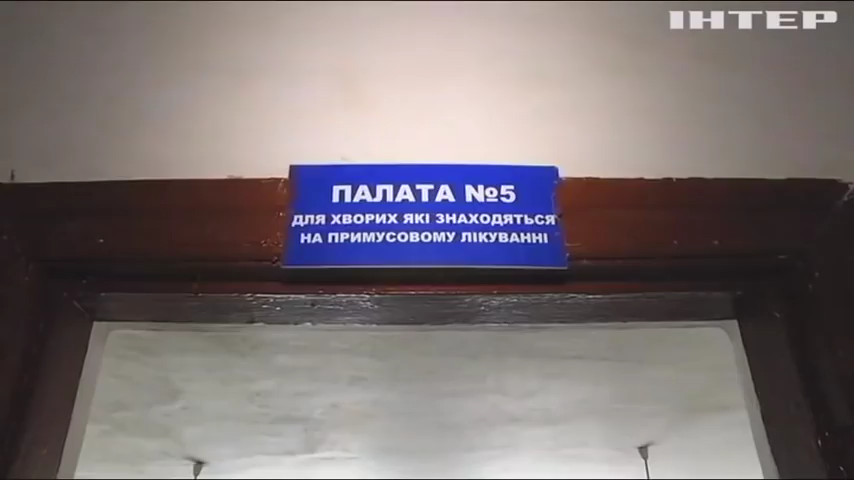 ІНТЕР
ПАЛАТА №5
ДЛЯ ХВОРИХ ЯКІ ЗНАХОДЯТЬСЯ
НА ПРИМУСОВОМУ ЛІКУВАННІ